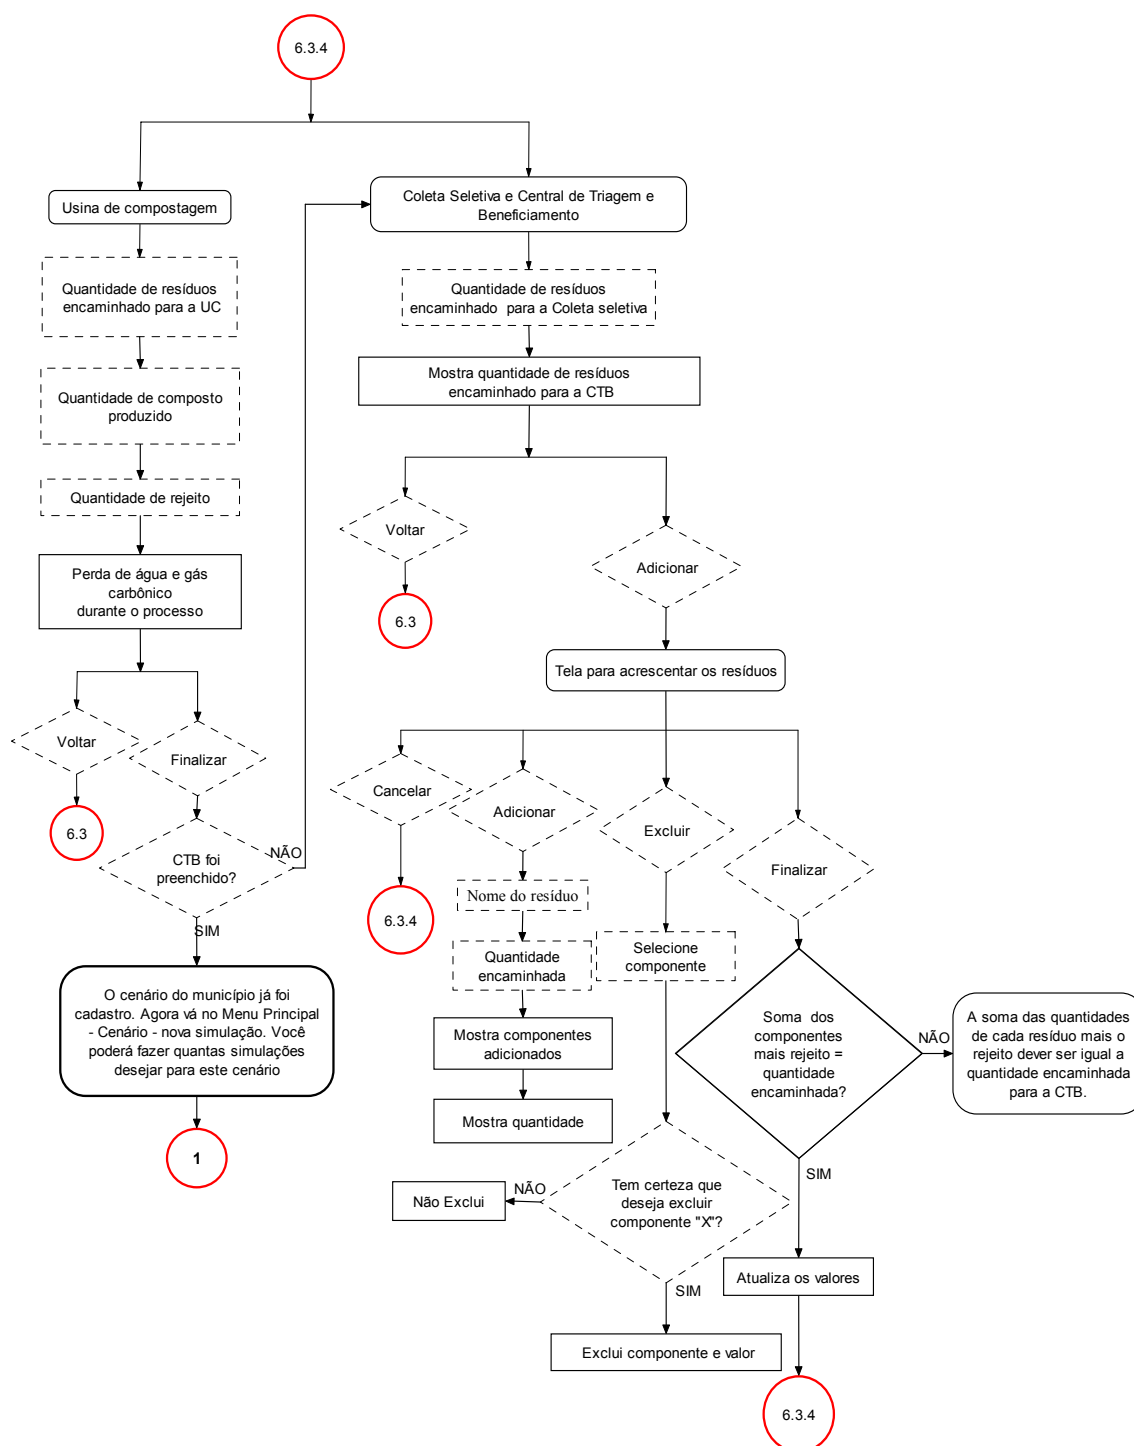 6.3.4
Usina de compostagem
Coleta Seletiva e Central de Triagem e
Beneficiamento
Quantidade de resíduos
encaminhado para a UC
Quantidade de resíduos
encaminhado para a Coleta seletiva
Mostra quantidade de resíduos
encaminhado para a CTB
Quantidade de composto
produzido
Quantidade de rejeito
Voltar
Adicionar
Perda de água e gás
carbônico
durante o processo
6.3
Tela para acrescentar os resíduos
Voltar
Finalizar
Cancelar
Adicionar
Excluir
Finalizar
6.3
CTB foi
preenchido?
NÃO
SIM
6.3.4
Nome do resíduo
Quantidade
encaminhada
Selecione
componente
O cenário do município já foi
cadastro. Agora vá no Menu Principal
- Cenário - nova simulação. Você
poderá fazer quantas simulações
desejar para este cenário
Mostra componentes
adicionados
Mostra quantidade
Soma dos
componentes
mais rejeito =
quantidade
encaminhada?
NÃO
A soma das quantidades
de cada resíduo mais o
rejeito dever ser igual a
quantidade encaminhada
para a CTB.
1
SIM
Tem certeza que
deseja excluir
componente "X"?
NÃO
Não Exclui
SIM
Atualiza os valores
Exclui componente e valor
6.3.4